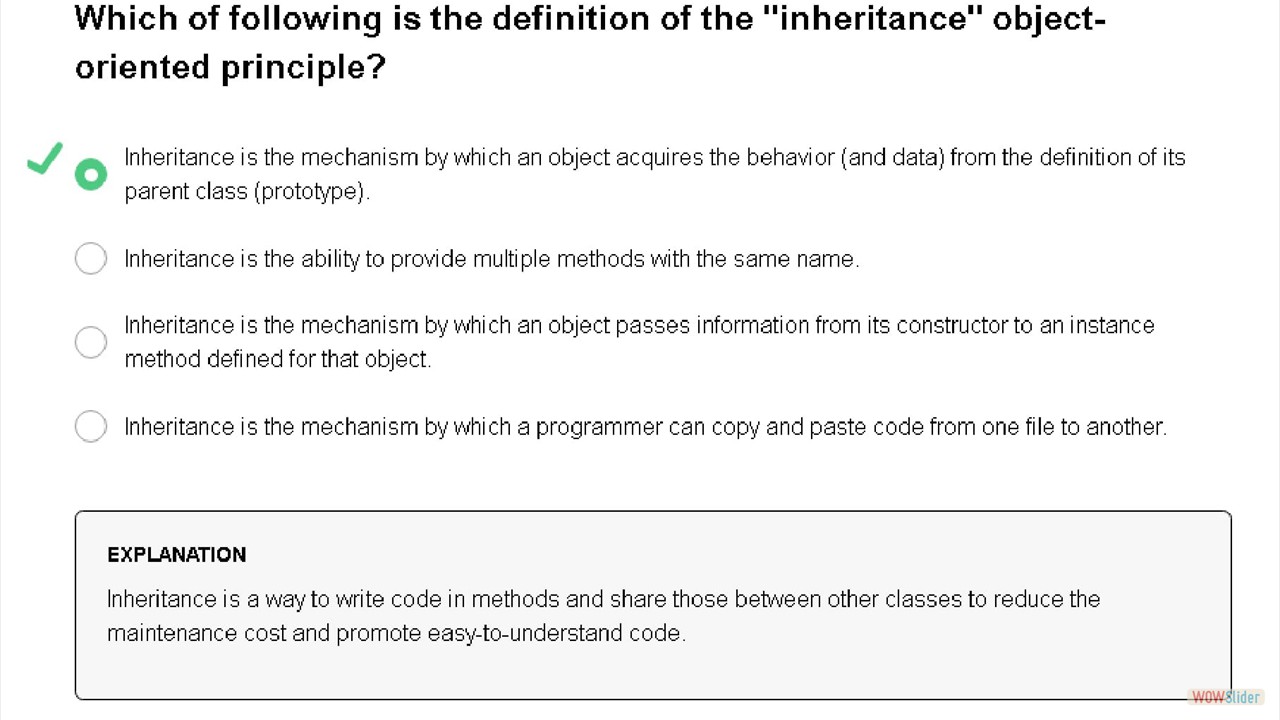 Which of following is the definition of the "inheritance" object-
oriented principle?
Inheritance is the mechanism by which an object acquires the behavior (and data) from the definition of its
parent class (prototype).
Inheritance is the ability to provide multiple methods with the same name.
Inheritance is the mechanism by which an object passes information from its constructor to an instance
method defined for that object.
Inheritance is the mechanism by which a programmer can copy and paste code from one file to another.
EXPLANATION
Inheritance is a way to write code in methods and share those between other classes to reduce the
maintenance cost and promote easy-to-understand code.
WOWSlider